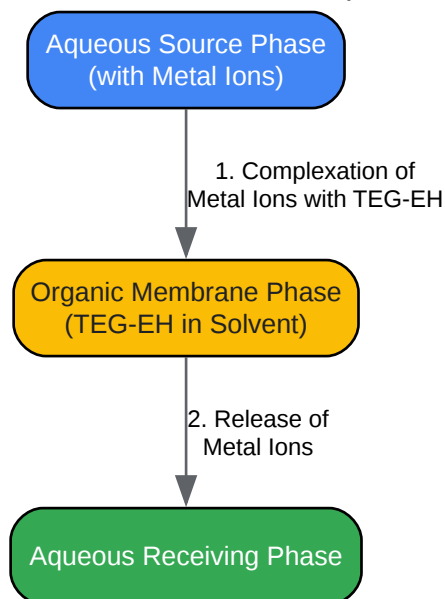 Aqueous Source Phase
(with Metal Ions)
1. Complexation of
Metal Ions with TEG-EH
Organic Membrane Phase
(TEG-EH in Solvent)
2. Release of
Metal Ions
Aqueous Receiving Phase